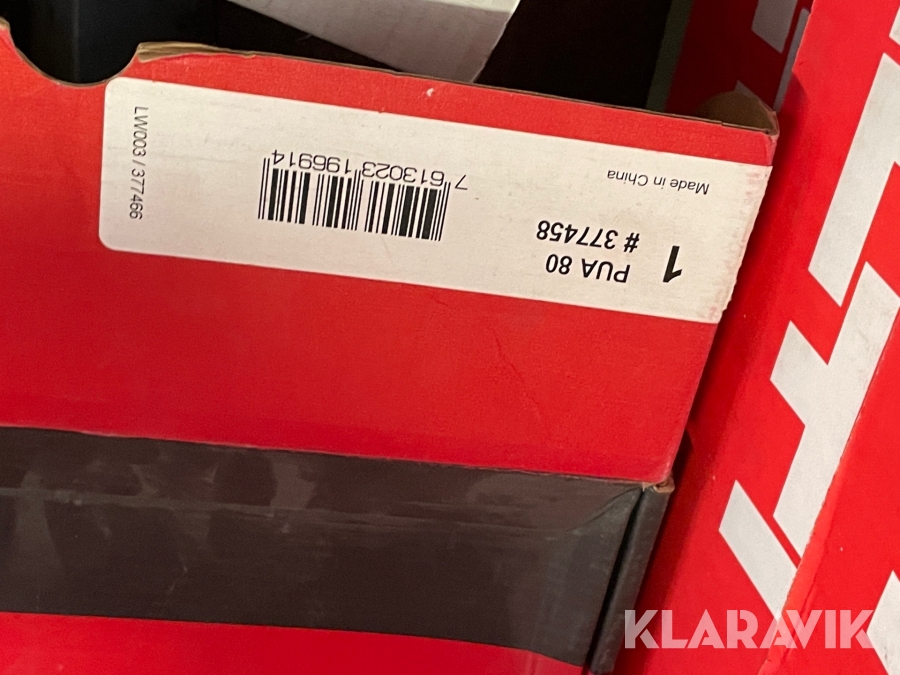 1
PUA 80
# 377458
Made in China
7 613023 196914
LW003 / 377466
KLARAVIK